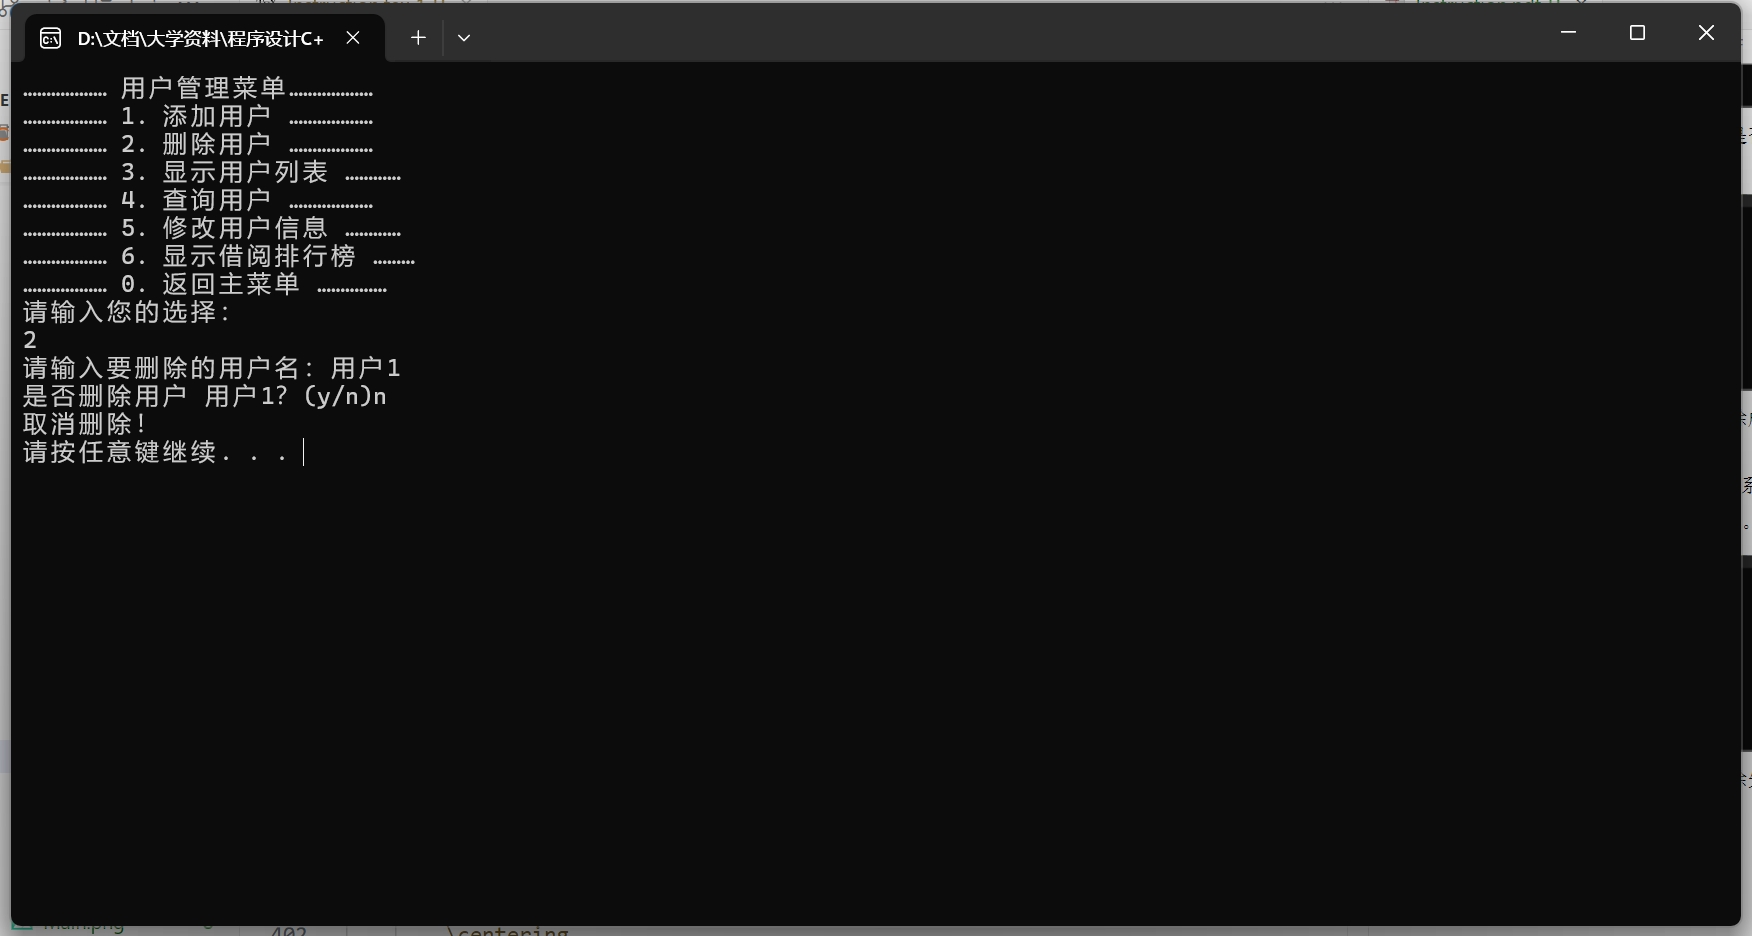 D:\文档\大学资料\程序设计C+
……………… 用户管理菜单………………
……………… 1. 添加用户 ………………
……………… 2. 删除用户 ………………
……………… 3. 显示用户列表 …………
……………… 4. 查询用户 ………………
……………… 5. 修改用户信息 …………
……………… 6. 显示借阅排行榜 ………
……………… 0. 返回主菜单 ……………
请输入您的选择:
2
请输入要删除的用户名: 用户1
是否删除用户 用户1? (y/n)n
取消删除!
请按任意键继续. . .
402
\centering